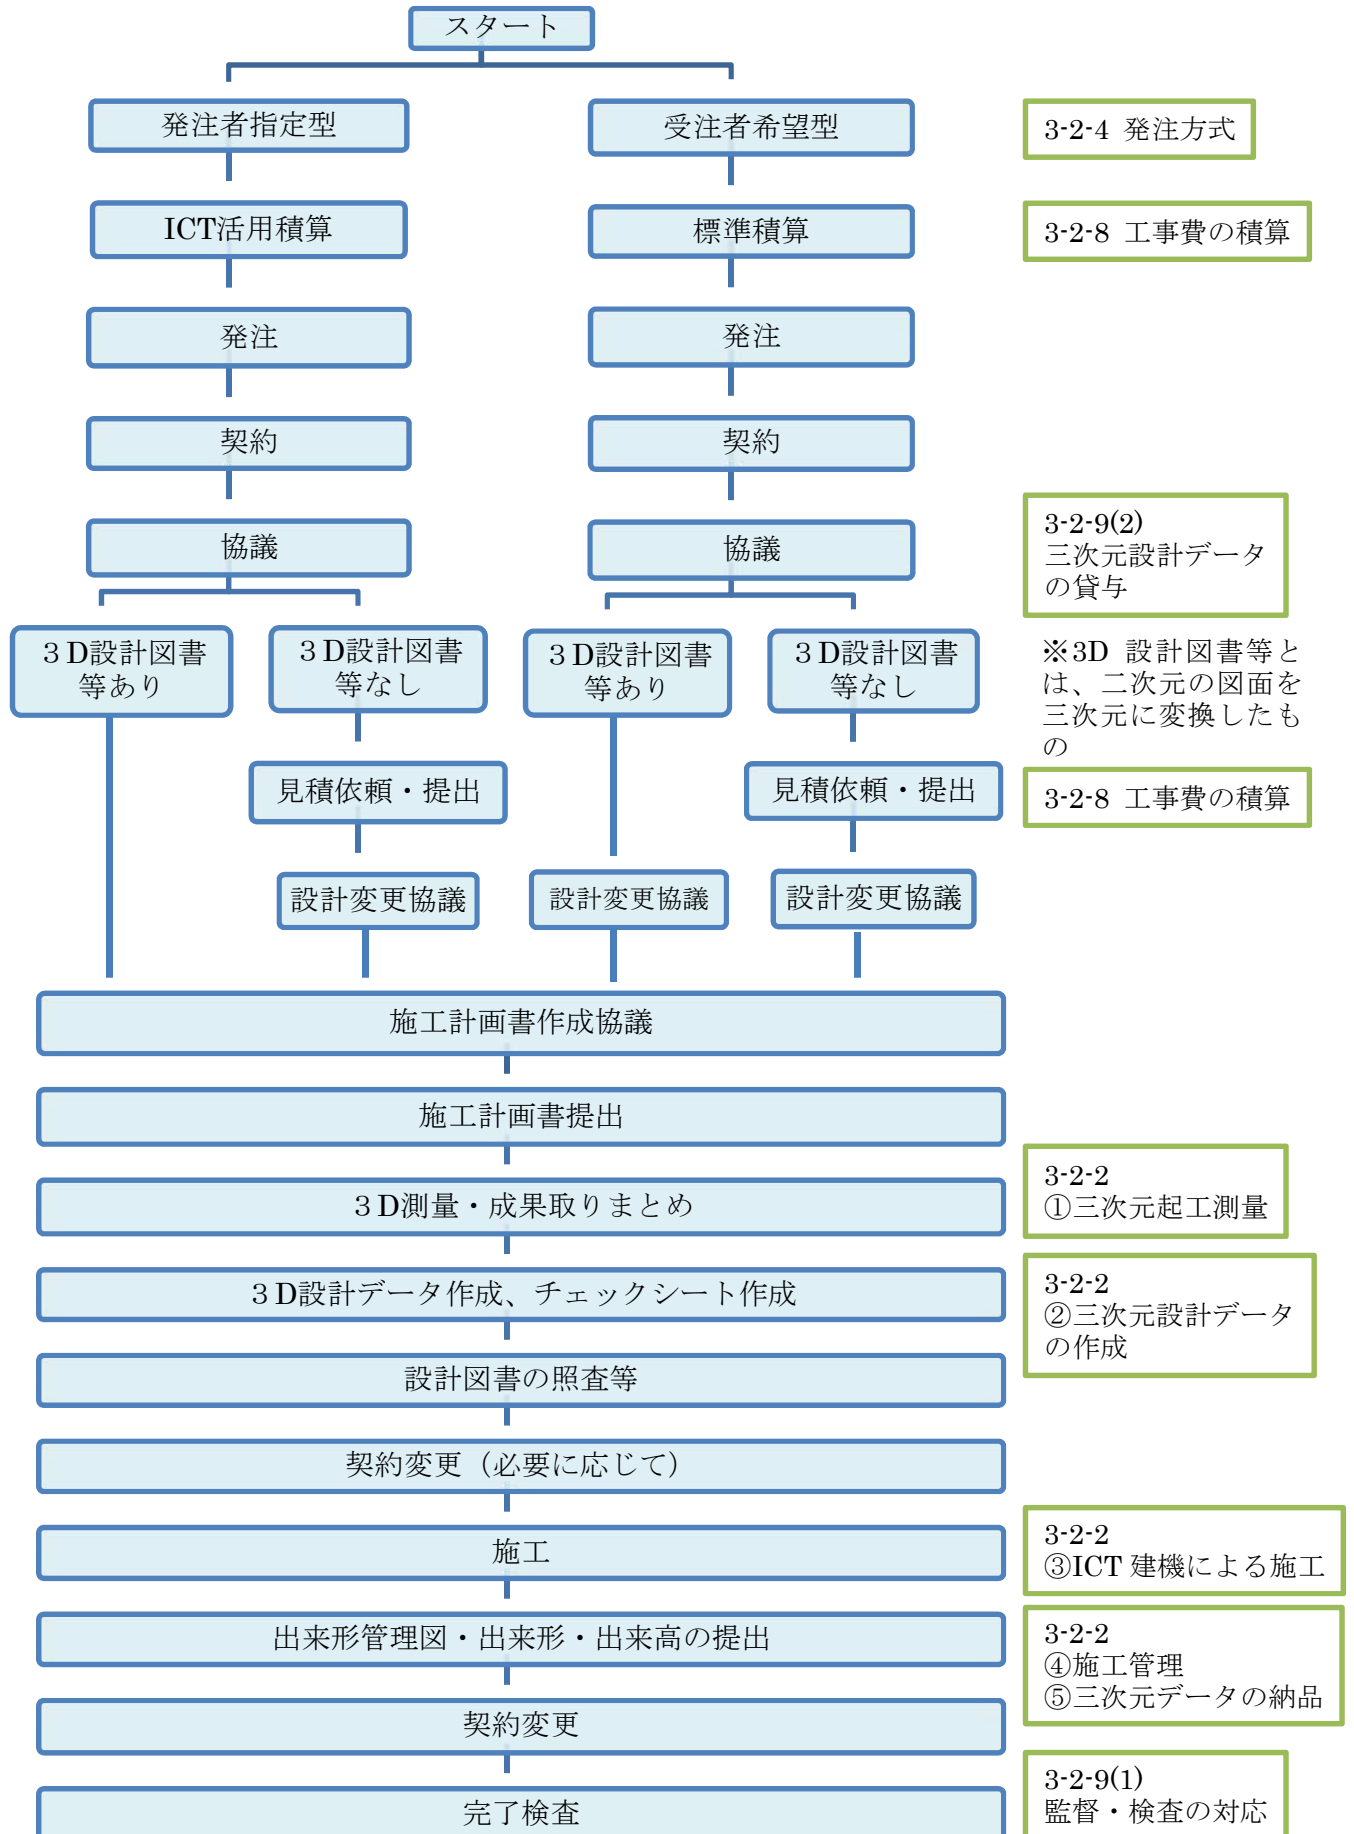 スタート
発注者指定型
受注者希望型
3-2-4 発注方式
ICT活用積算
標準積算
3-2-8 工事費の積算
発注
発注
契約
契約
協議
協議
3-2-9(2)
三次元設計データ
の貸与
３D設計図書
等あり
３D設計図書
等なし
３D設計図書
等あり
３D設計図書
等なし
※3D 設計図書等と
は、二次元の図面を
三次元に変換したも
の
見積依頼・提出
見積依頼・提出
3-2-8 工事費の積算
設計変更協議
設計変更協議
設計変更協議
施工計画書作成協議
施工計画書提出
３D測量・成果取りまとめ
3-2-2
①三次元起工測量
３D設計データ作成、チェックシート作成
3-2-2
②三次元設計データ
の作成
設計図書の照査等
契約変更（必要に応じて）
施工
3-2-2
③ICT 建機による施工
出来形管理図・出来形・出来高の提出
3-2-2
④施工管理
⑤三次元データの納品
契約変更
完了検査
3-2-9(1)
監督・検査の対応